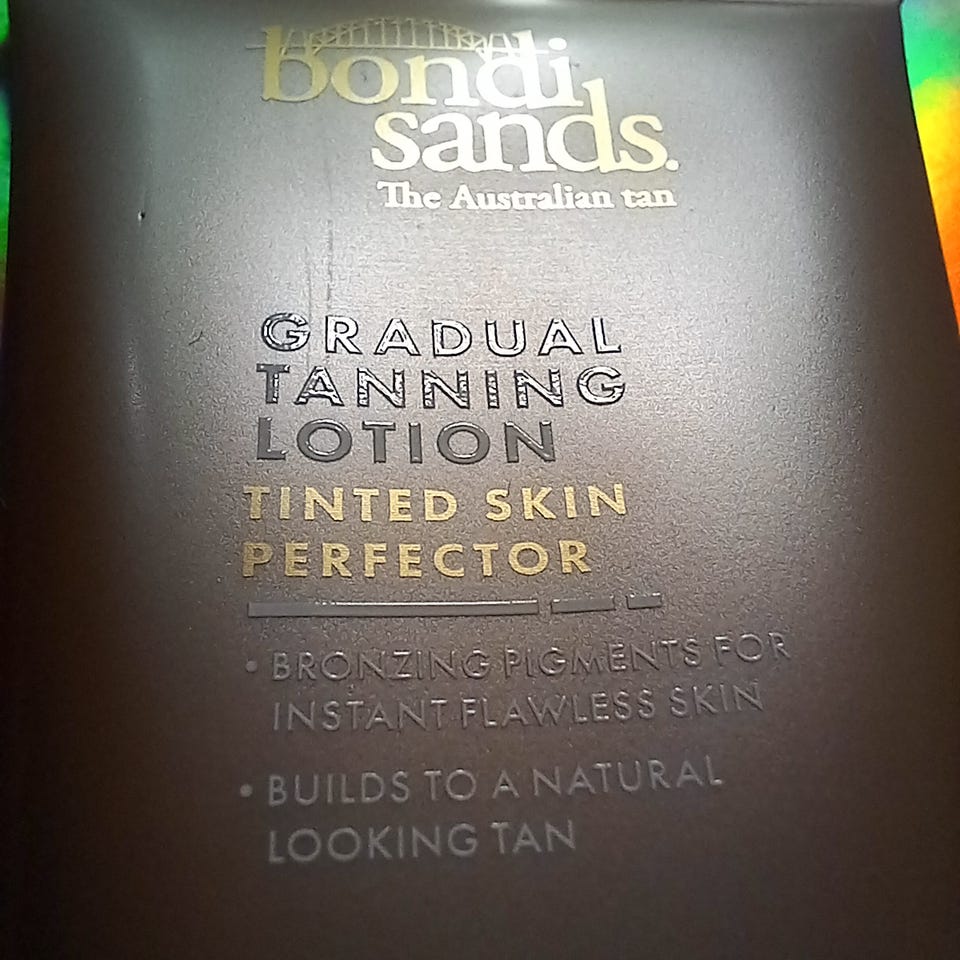 bondi
sands.
The Australian tan
GRADUAL
TANNING
LOTION
TINTED SKIN
PERFECTOR
• BRONZING PIGMENTS FOR
INSTANT FLAWLESS SKIN
• BUILDS TO A NATURAL
LOOKING TAN